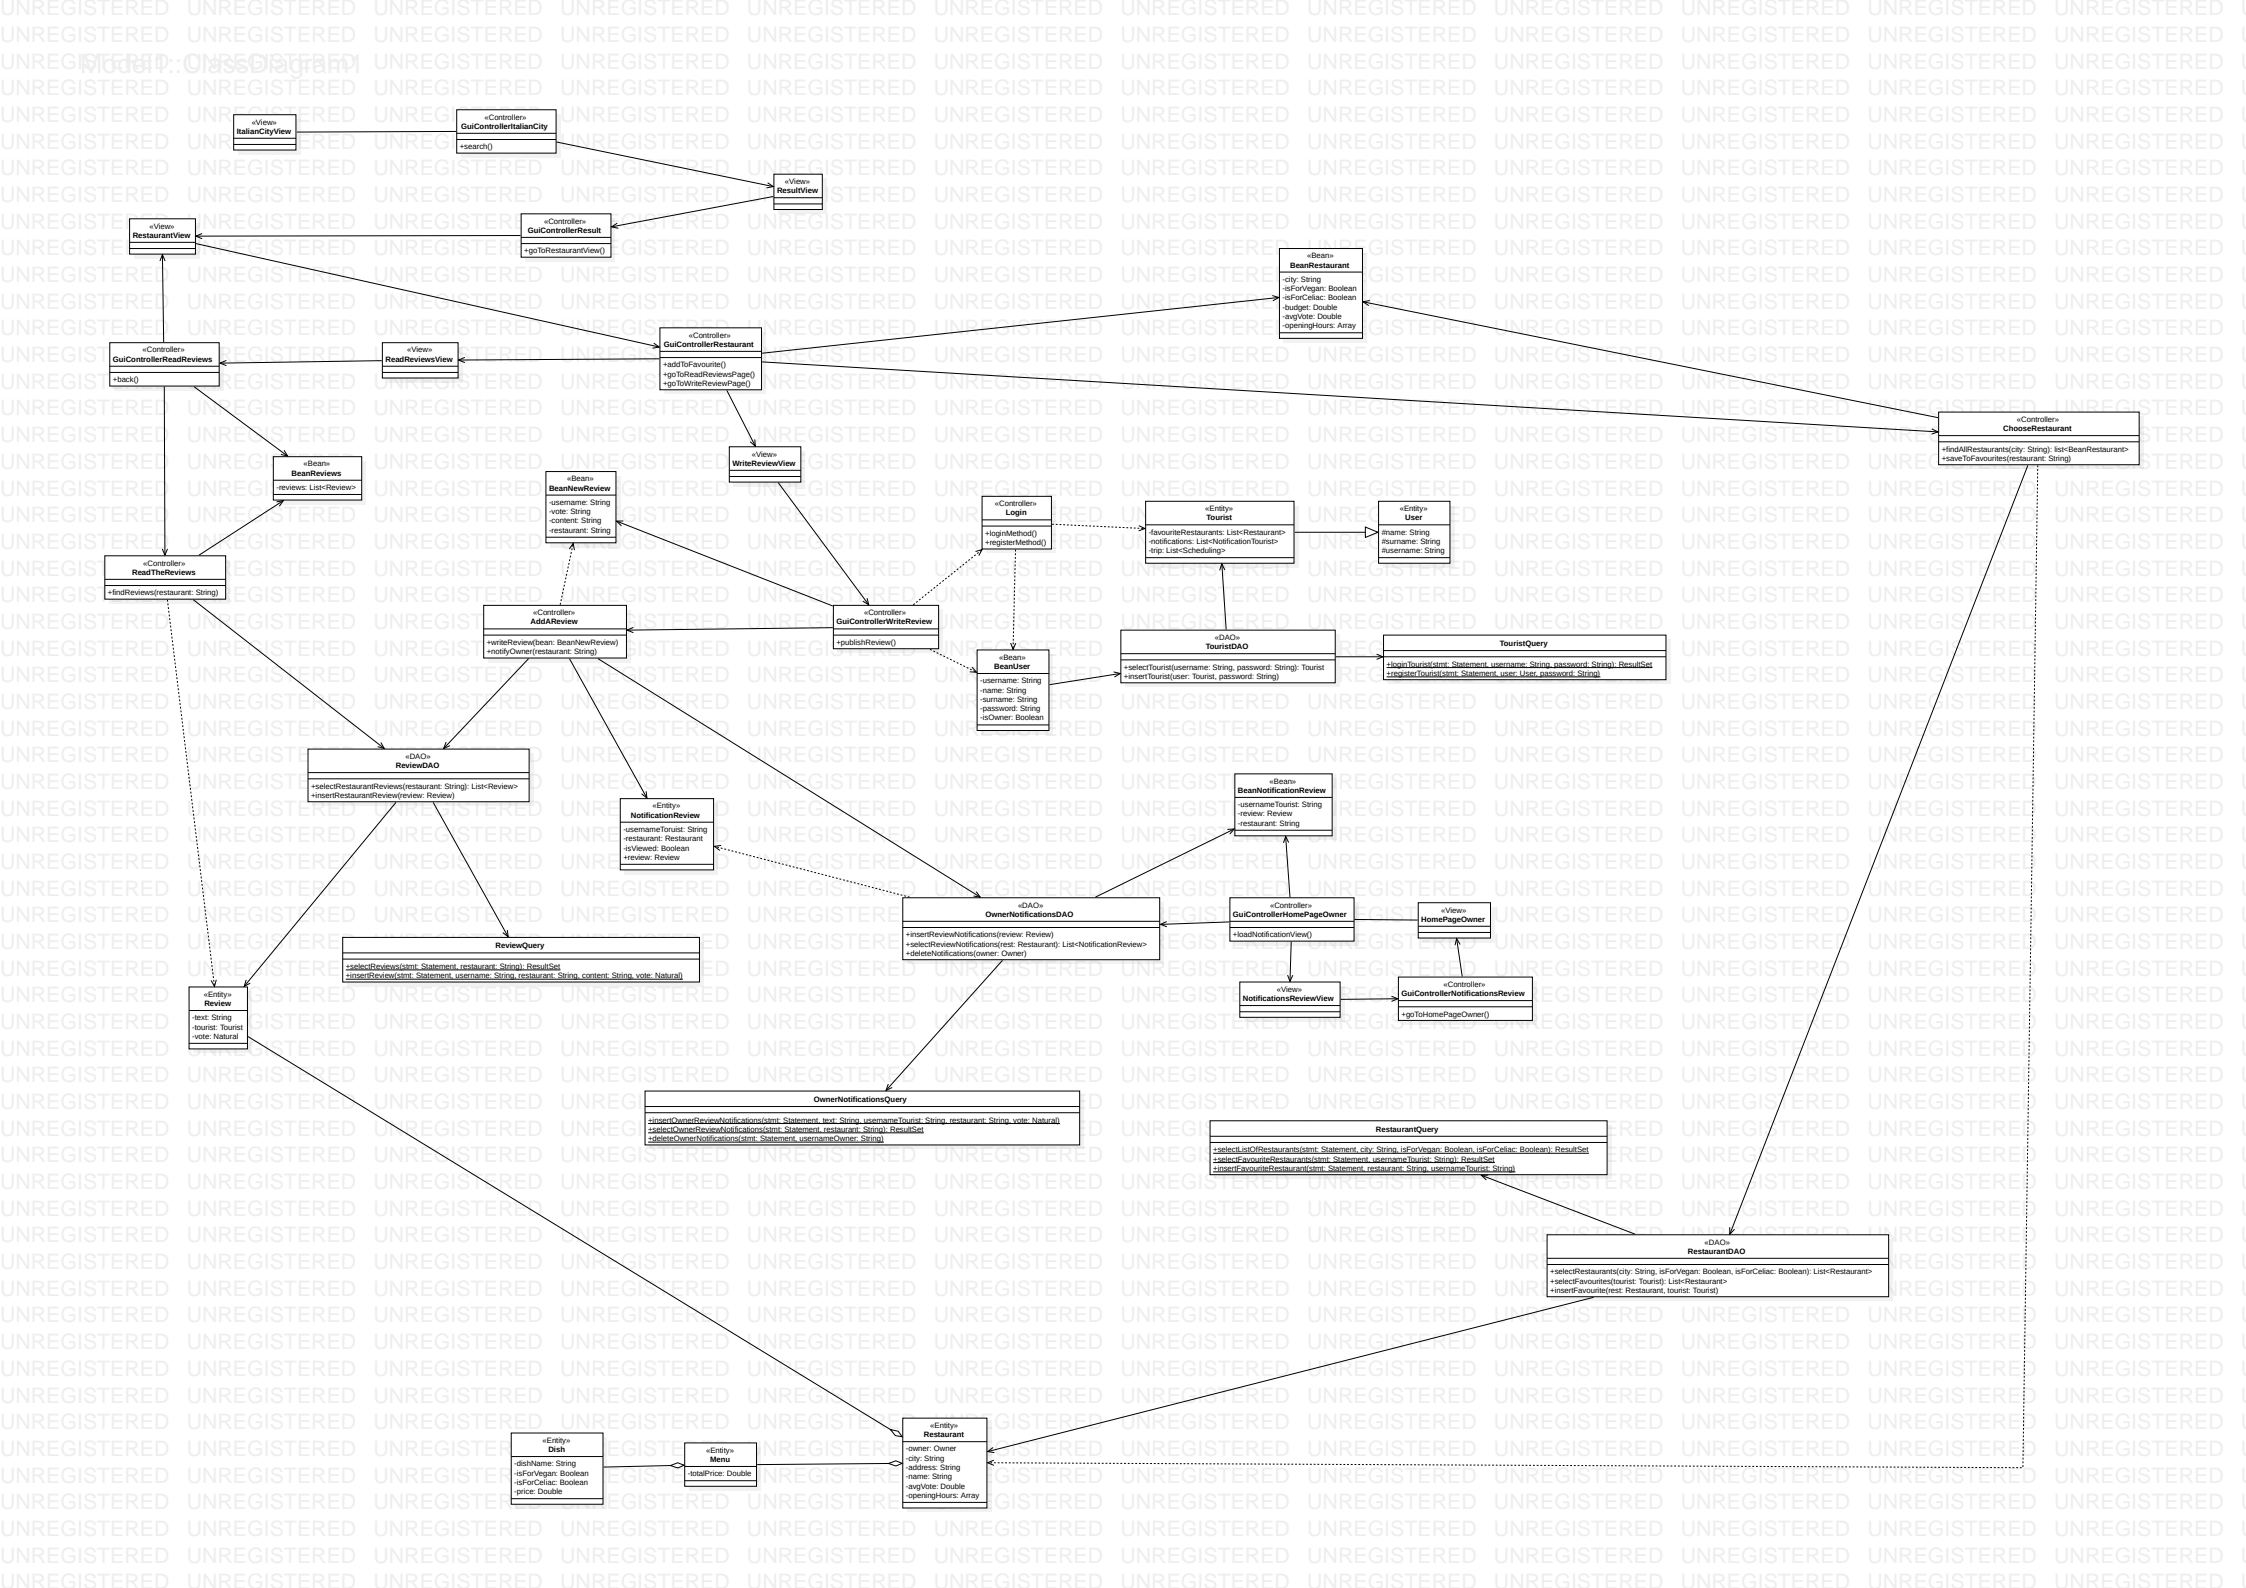 Model1::ClassDiagram1
UNREGISTERED
«View»
ItalianCityView
«Controller»
GuiControllerItalianCity
+search()
«View»
ResultView
«Controller»
GuiControllerResult
+goToRestaurantView()
«View»
RestaurantView
«Bean»
BeanRestaurant
-city: String
-isForVegan: Boolean
-isForCeliac: Boolean
-budget: Double
-avgVote: Double
-openingHours: Array
«Controller»
GuiControllerRestaurant
+addToFavourite()
+goToReadReviewsPage()
+goToWriteReviewPage()
«View»
ReadReviewsView
«Controller»
GuiControllerReadReviews
+back()
«Controller»
ChooseRestaurant
+findAllRestaurants(city: String): list<BeanRestaurant>
+saveToFavourites(restaurant: String)
«Bean»
BeanReviews
-reviews: List<Review>
«View»
WriteReviewView
«Bean»
BeanNewReview
-username: String
-vote: String
-content: String
-restaurant: String
«Controller»
Login
+loginMethod()
+registerMethod()
«Entity»
Tourist
-favouriteRestaurants: List<Restaurant>
-notifications: List<NotificationTourist>
-trip: List<Scheduling>
«Entity»
User
#name: String
#surname: String
#username: String
«Controller»
ReadTheReviews
+findReviews(restaurant: String)
«Controller»
AddAReview
+writeReview(bean: BeanNewReview)
+notifyOwner(restaurant: String)
«Controller»
GuiControllerWriteReview
+publishReview()
«Bean»
BeanUser
-username: String
-name: String
-surname: String
-password: String
-isOwner: Boolean
«DAO»
TouristDAO
+selectTourist(username: String, password: String): Tourist
+insertTourist(user: Tourist, password: String)
TouristQuery
+loginTourist(stmt: Statement, username: String, password: String): ResultSet
+registerTourist(stmt: Statement, user: User, password: String)
«DAO»
ReviewDAO
+selectRestaurantReviews(restaurant: String): List<Review>
+insertRestaurantReview(review: Review)
«Entity»
NotificationReview
-usernameToruist: String
-restaurant: Restaurant
-isViewed: Boolean
+review: Review
«Bean»
BeanNotificationReview
-usernameTourist: String
-review: Review
-restaurant: String
«DAO»
OwnerNotificationsDAO
+insertReviewNotifications(review: Review)
+selectReviewNotifications(rest: Restaurant): List<NotificationReview>
+deleteNotifications(owner: Owner)
«Controller»
GuiControllerHomePageOwner
+loadNotificationView()
«View»
HomePageOwner
ReviewQuery
+selectReviews(stmt: Statement, restaurant: String): ResultSet
+insertReview(stmt: Statement, username: String, restaurant: String, content: String, vote: Natural)
«View»
NotificationsReviewView
«Controller»
GuiControllerNotificationsReview
+goToHomePageOwner()
«Entity»
Review
-text: String
-tourist: Tourist
-vote: Natural
OwnerNotificationsQuery
+insertOwnerReviewNotifications(stmt: Statement, text: String, usernameTourist: String, restaurant: String, vote: Natural)
+selectOwnerReviewNotifications(stmt: Statement, restaurant: String): ResultSet
+deleteOwnerNotifications(stmt: Statement, usernameOwner: String)
RestaurantQuery
+selectListOfRestaurants(stmt: Statement, city: String, isForVegan: Boolean, isForCeliac: Boolean): ResultSet
+selectFavouriteRestaurants(stmt: Statement, usernameTourist: String): ResultSet
+insertFavouriteRestaurant(stmt: Statement, restaurant: String, usernameTourist: String)
«DAO»
RestaurantDAO
+selectRestaurants(city: String, isForVegan: Boolean, isForCeliac: Boolean): List<Restaurant>
+selectFavourites(tourist: Tourist): List<Restaurant>
+insertFavourite(rest: Restaurant, tourist: Tourist)
«Entity»
Dish
-dishName: String
-isForVegan: Boolean
-isForCeliac: Boolean
-price: Double
«Entity»
Menu
-totalPrice: Double
«Entity»
Restaurant
-owner: Owner
-city: String
-address: String
-name: String
-avgVote: Double
-openingHours: Array